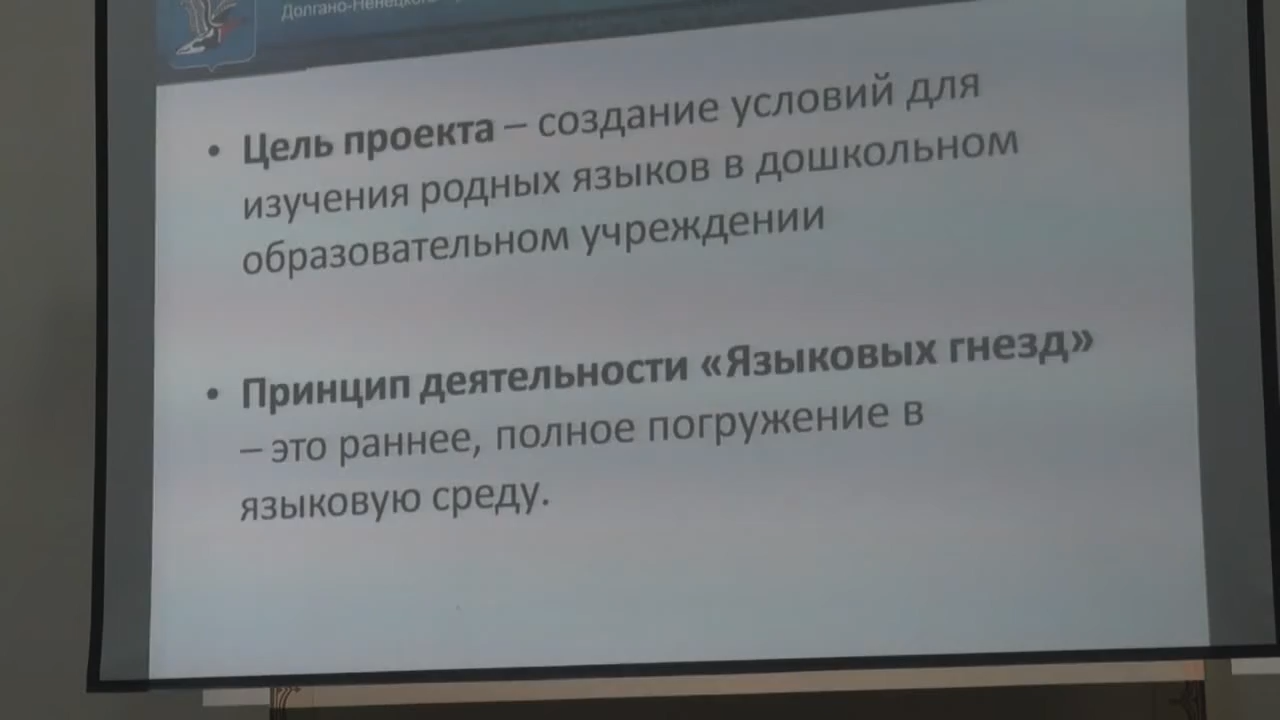 Долгано-Ненецкого
• Цель проекта – создание условий для
изучения родных языков в дошкольном
образовательном учреждении
• Принцип деятельности «Языковых гнезд»
– это раннее, полное погружение в
языковую среду.